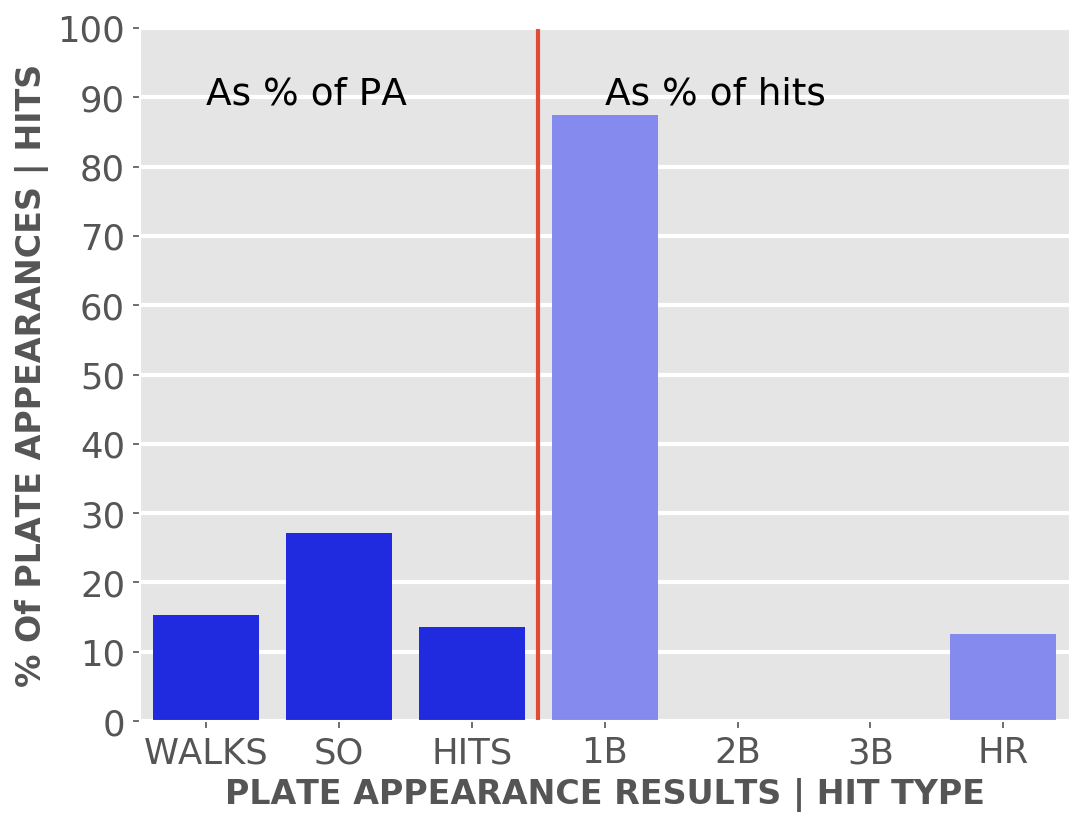 % Of PLATE APPEARANCES | HITS
100
90
80
70
60
50
40
30
20
10
0
As % of PA
As % of hits
WALKS SO HITS 1B 2B 3B HR
PLATE APPEARANCE RESULTS | HIT TYPE